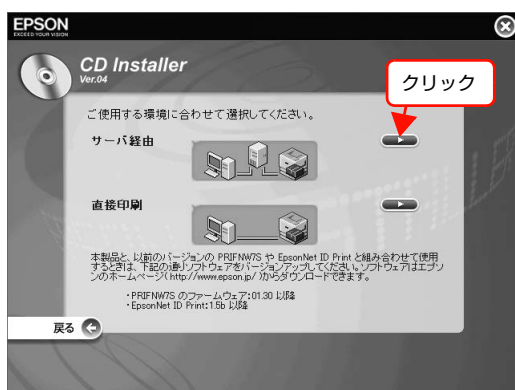 EPSON
EXCEED YOUR VISION
CD Installer
Ver.04
クリック
ご使用する環境に合わせて選択してください。
サーバ経由
直接印刷
本製品と、以前のバージョンの PRIFNW7S や EpsonNet ID Print と組み合わせて使用
するときは、下記の通りソフトウェアをバージョンアップしてください。ソフトウェアはエプソ
ンのホームページ(http://www.epson.jp/)からダウンロードできます。
・PRIFNW7S のファームウェア:01.30 以降
・EpsonNet ID Print:1.5b 以降
戻る